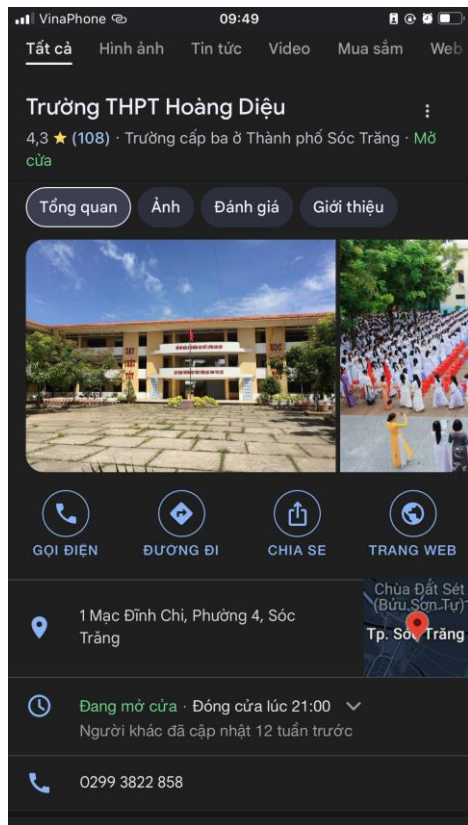 VinaPhone 09:49
Tất cả Hình ảnh Tin tức Video Mua sắm Web
Trường THPT Hoàng Diệu
4,3 (108) · Trường cấp ba ở Thành phố Sóc Trăng · Mở
cửa
Tổng quan Ảnh Đánh giá Giới thiệu
DẠY TỐT
HỌC
GỌI ĐIỆN ĐƯỜNG ĐI CHIA SẺ TRANG WEB
1 Mạc Đĩnh Chi, Phường 4, Sóc
Trăng
Chùa Đất Sét
(Bửu Sơn Tự)
Tp. Sóc Trăng
Đang mở cửa · Đóng cửa lúc 21:00
Người khác đã cập nhật 12 tuần trước
0299 3822 858